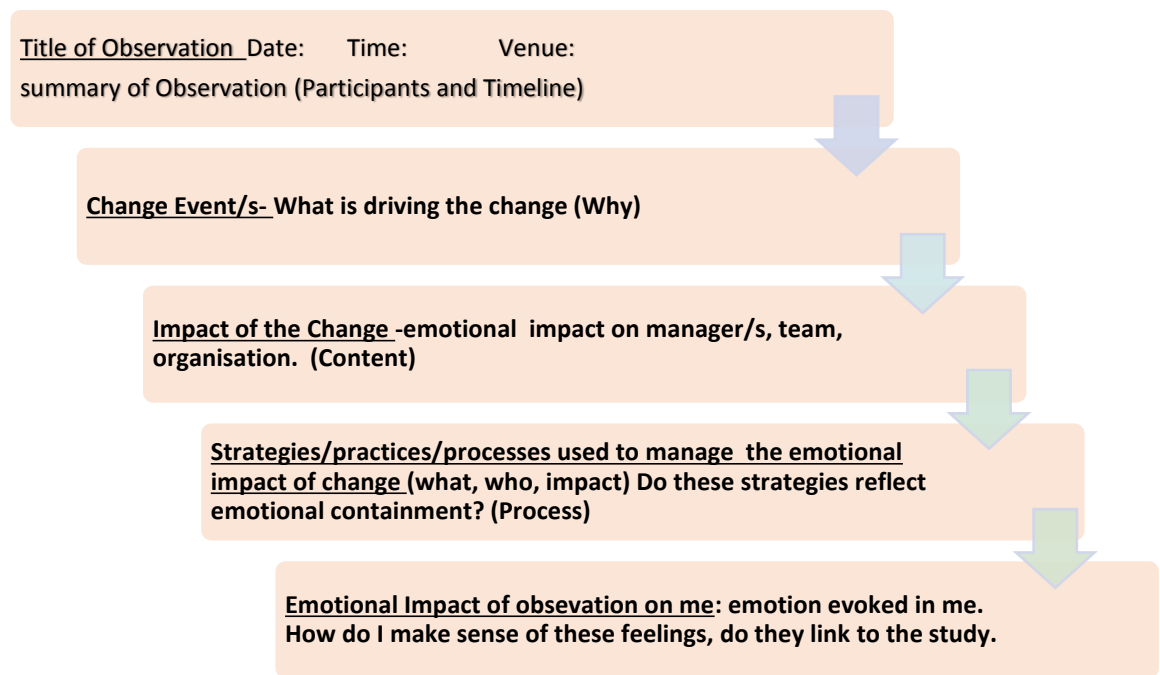 Title of Observation Date: Time: Venue:
summary of Observation (Participants and Timeline)
Change Event/s- What is driving the change (Why)
Impact of the Change -emotional impact on manager/s, team,
organisation. (Content)
Strategies/practices/processes used to manage the emotional
impact of change (what, who, impact) Do these strategies reflect
emotional containment? (Process)
Emotional Impact of obsevation on me: emotion evoked in me.
How do I make sense of these feelings, do they link to the study.